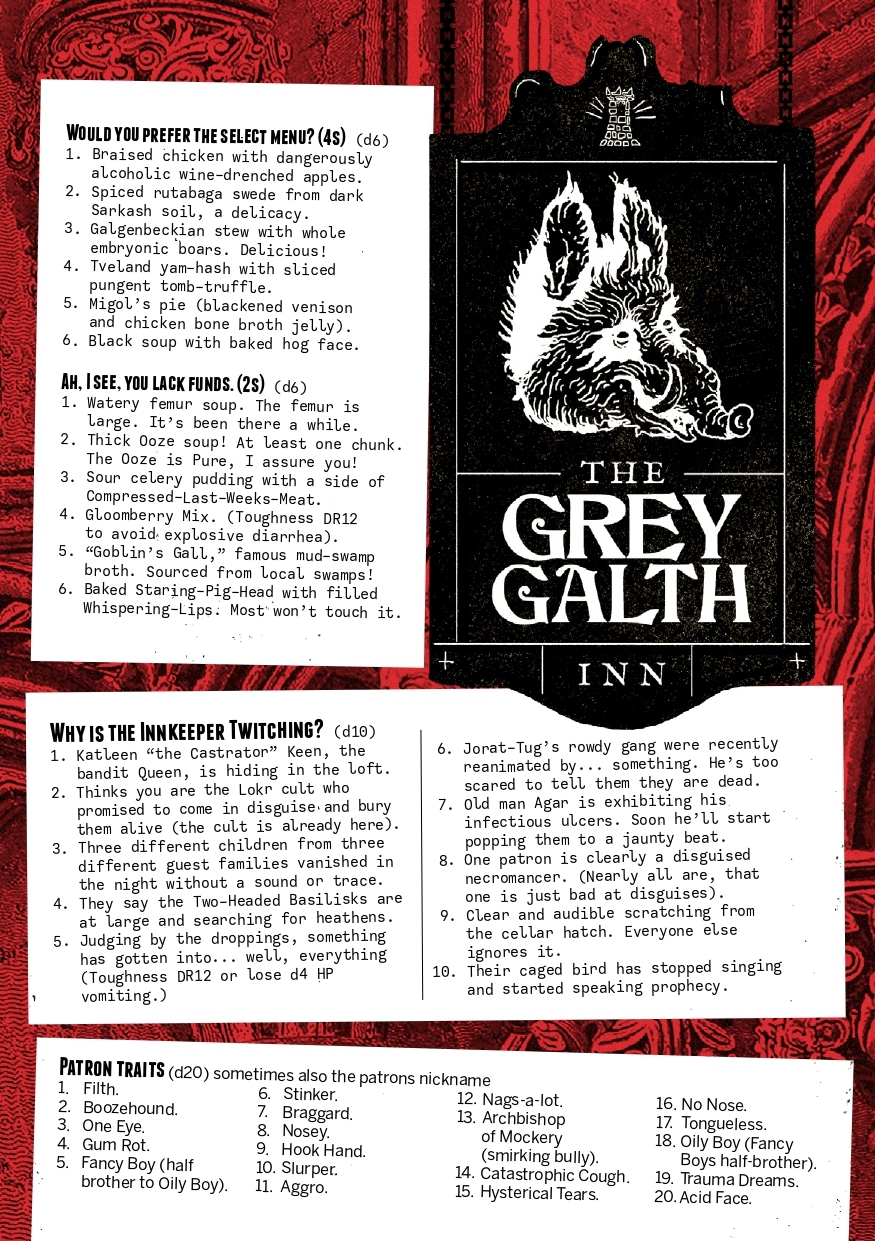 WOULD YOU PREFER THE SELECT MENU? (4S) (d6)
1. Braised chicken with dangerously
alcoholic wine-drenched apples.
2. Spiced rutabaga swede from dark
Sarkash soil, a delicacy.
3. Galgenbeckian stew with whole
embryonic boars. Delicious!
4. Tveland yam-hash with sliced
pungent tomb-truffle.
5. Migol's pie (blackened venison
and chicken bone broth jelly).
6. Black soup with baked hog face.
AH, I SEE, YOU LACK FUNDS. (2S) (d6)
1. Watery femur soup. The femur is
large. It's been there a while.
2. Thick Ooze soup! At least one chunk.
The Ooze is Pure, I assure you!
3. Sour celery pudding with a side of
Compressed-Last-Weeks-Meat.
4. Gloomberry Mix. (Toughness DR12
to avoid explosive diarrhea).
5. “Goblin's Gall,” famous mud-swamp
broth. Sourced from local swamps!
6. Baked Staring-Pig-Head with filled
Whispering-Lips. Most won't touch it.
THE
GREY
GALTH
INN
WHY IS THE INNKEEPER TWITCHING? (d10)
1. Katleen “the Castrator” Keen, the
bandit Queen, is hiding in the loft.
2. Thinks you are the Lokr cult who
promised to come in disguise and bury
them alive (the cult is already here).
3. Three different children from three
different guest families vanished in
the night without a sound or trace.
4. They say the Two-Headed Basilisks are
at large and searching for heathens.
5. Judging by the droppings, something
has gotten into... well, everything
(Toughness DR12 or lose d4 HP
vomiting.)
6. Jorat-Tug's rowdy gang were recently
reanimated by... something. He's too
scared to tell them they are dead.
7. Old man Agar is exhibiting his
infectious ulcers. Soon he'll start
popping them to a jaunty beat.
8. One patron is clearly a disguised
necromancer. (Nearly all are, that
one is just bad at disguises).
9. Clear and audible scratching from
the cellar hatch. Everyone else
ignores it.
10. Their caged bird has stopped singing
and started speaking prophecy.
PATRON TRAITS (d20) sometimes also the patrons nickname
1. Filth.
2. Boozehound.
3. One Eye.
4. Gum Rot.
5. Fancy Boy (half
brother to Oily Boy).
6. Stinker.
7. Braggard.
8. Nosey.
9. Hook Hand.
10. Slurper.
11. Aggro.
12. Nags-a-lot.
13. Archbishop
of Mockery
(smirking bully).
14. Catastrophic Cough.
15. Hysterical Tears.
16. No Nose.
17. Tongueless.
18. Oily Boy (Fancy
Boys half-brother).
19. Trauma Dreams.
20. Acid Face.